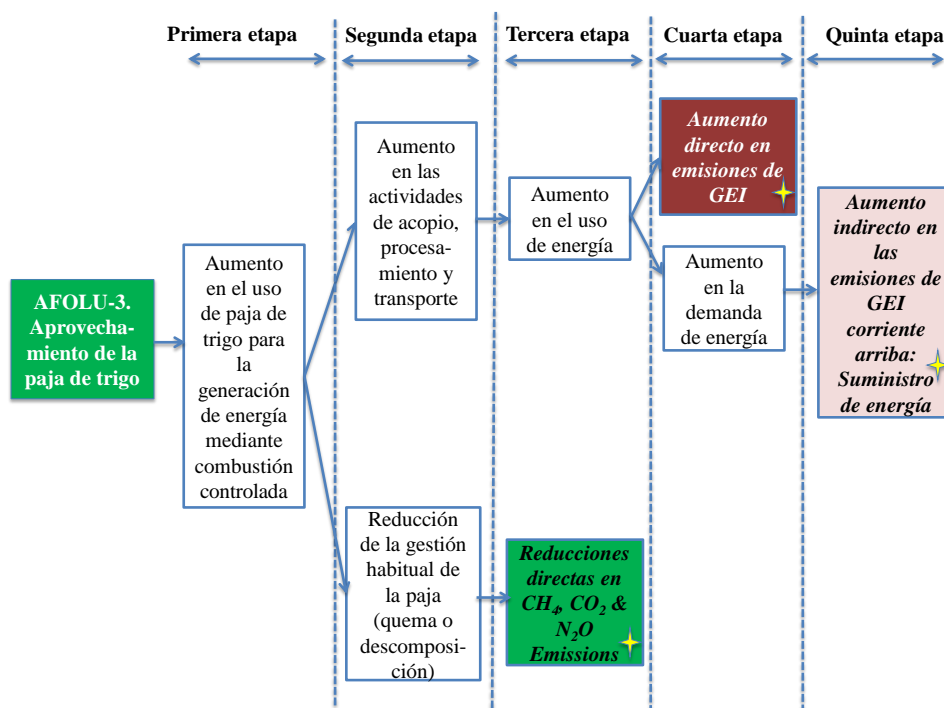 Primera etapa
Segunda etapa
Tercera etapa
Cuarta etapa
Quinta etapa
AFOLU-3.
Aprovecha-
miento de la
paja de trigo
Aumento
en el uso
de paja de
trigo para
la
generación
de energía
mediante
combustión
controlada
Aumento
en las
actividades
de acopio,
procesa-
miento y
transporte
Reducción
de la gestión
habitual de
la paja
(quema o
descomposi-
ción)
Aumento
en el uso
de energía
Reducciones
directas en
CH₄, CO₂ &
N₂O
Emissions
Aumento
directo en
emisiones de
GEI
Aumento
en la
demanda
de energía
Aumento
indirecto en
las
emisiones de
GEI
corriente
arriba:
Suministro
de energía